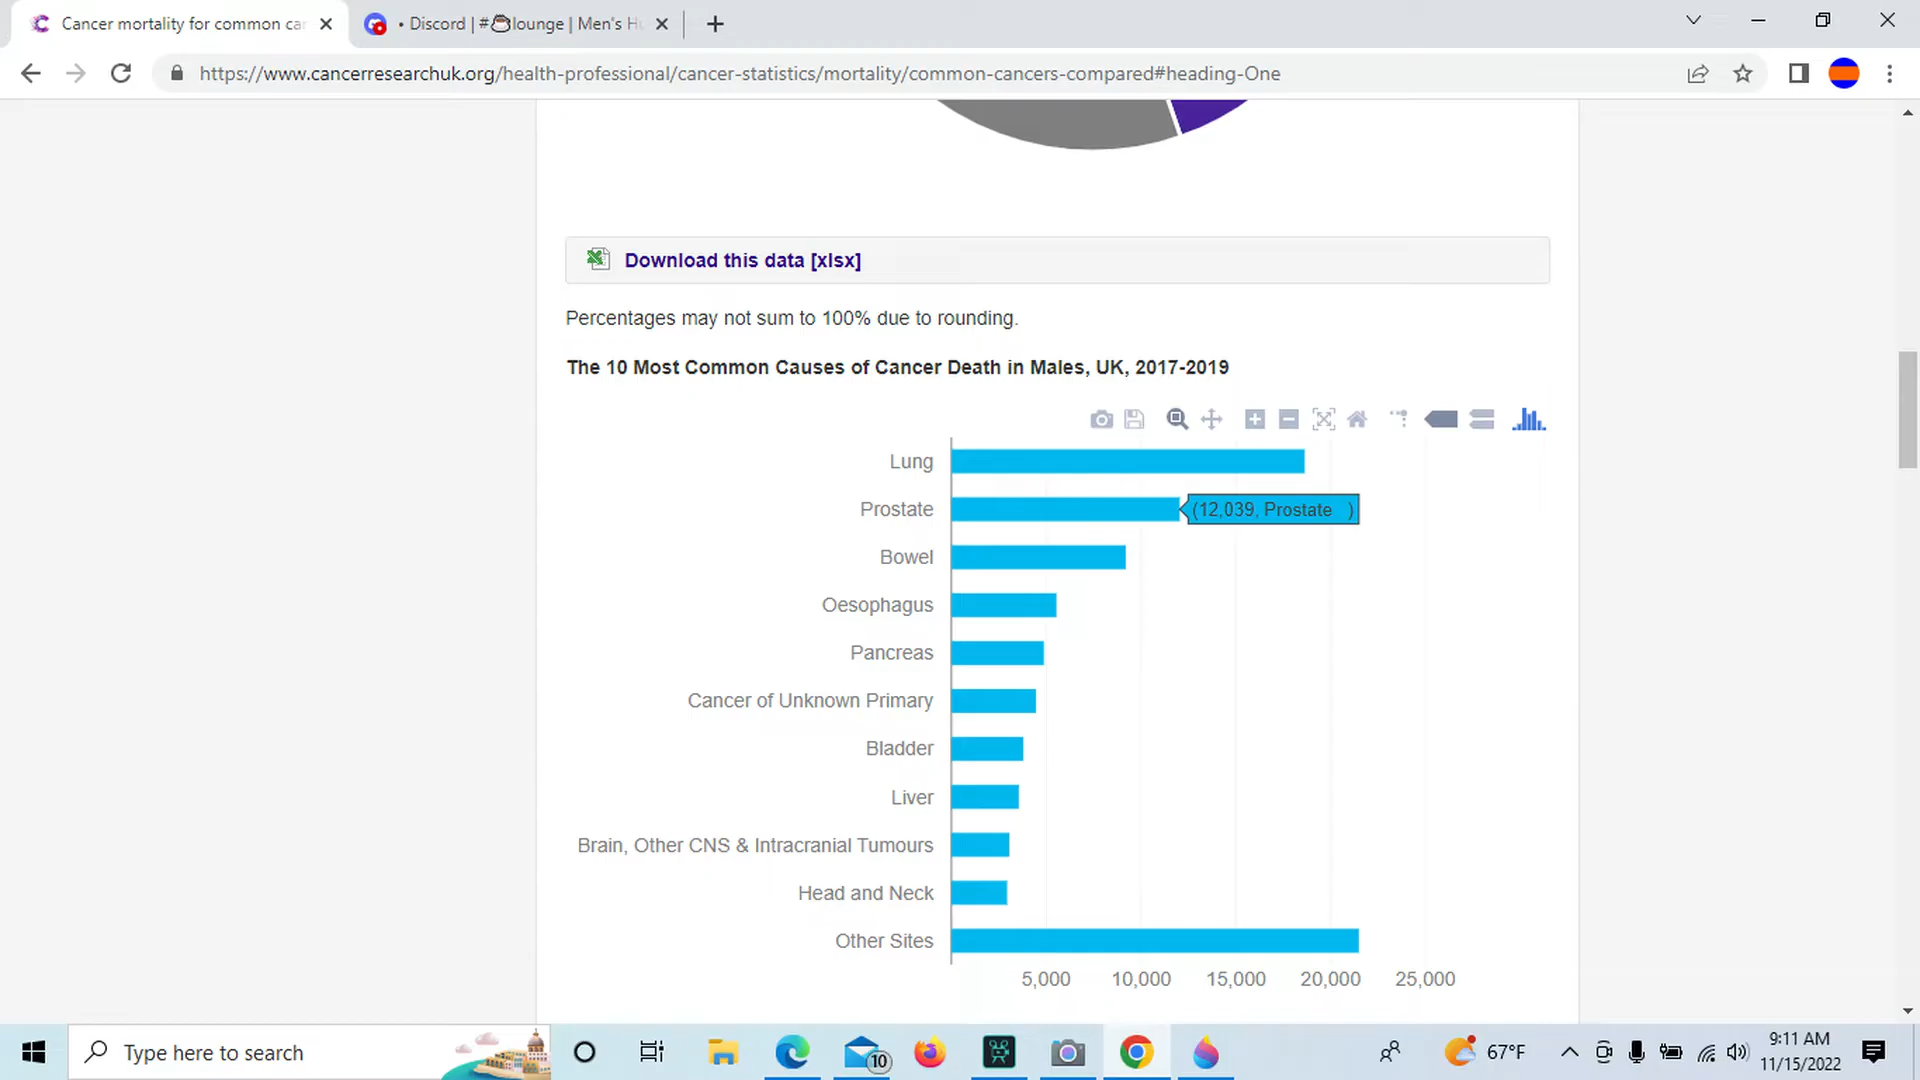 Cancer mortality for common ca
• Discord | #☕lounge | Men's H
https://www.cancerresearchuk.org/health-professional/cancer-statistics/mortality/common-cancers-compared#heading-One
Download this data [xlsx]
Percentages may not sum to 100% due to rounding.
The 10 Most Common Causes of Cancer Death in Males, UK, 2017-2019
Lung
Prostate
(12,039, Prostate )
Bowel
Oesophagus
Pancreas
Cancer of Unknown Primary
Bladder
Liver
Brain, Other CNS & Intracranial Tumours
Head and Neck
Other Sites
5,000 10,000 15,000 20,000 25,000
Type here to search
10
67°F
9:11 AM
11/15/2022